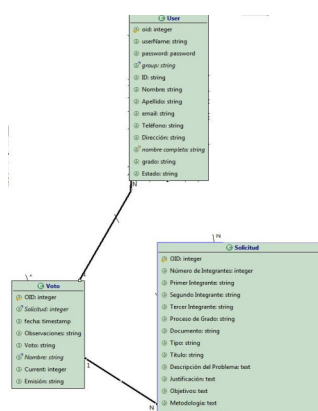 User
oid: integer
userName: string
password: password
group: string
ID: string
Nombre: string
Apellido: string
email: string
Teléfono: string
Dirección: string
nombre completo: string
grado: string
Estado: string
N
1
N
Voto
OID: integer
Solicitud: integer
fecha: timestamp
Observaciones: string
Voto: string
Nombre: string
Current: integer
Emisión: string
1
N
Solicitud
OID: integer
Número de Integrantes: integer
Primer Integrante: string
Segundo Integrante: string
Tercer Integrante: string
Proceso de Grado: string
Documento: string
Tipo: string
Título: string
Descripción del Problema: text
Justificación: text
Objetivos: text
Metodología: text